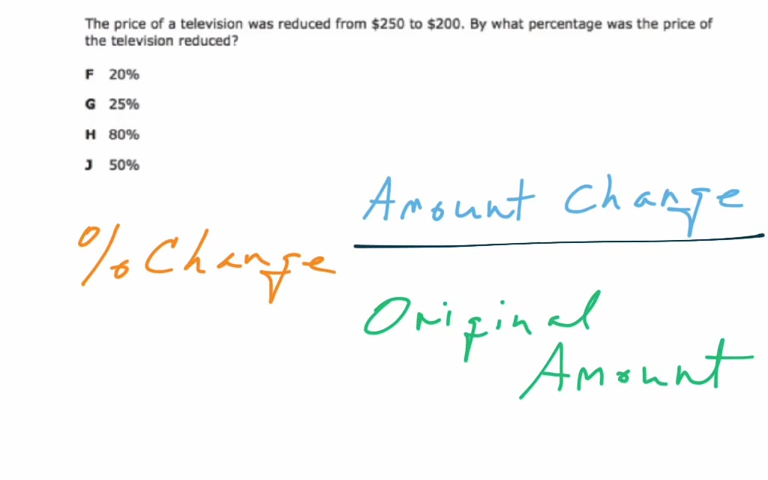 The price of a television was reduced from $250 to $200. By what percentage was the price of
the television reduced?
F 20%
G 25%
H 80%
J 50%
Amount Change
% Change
Original
Amount